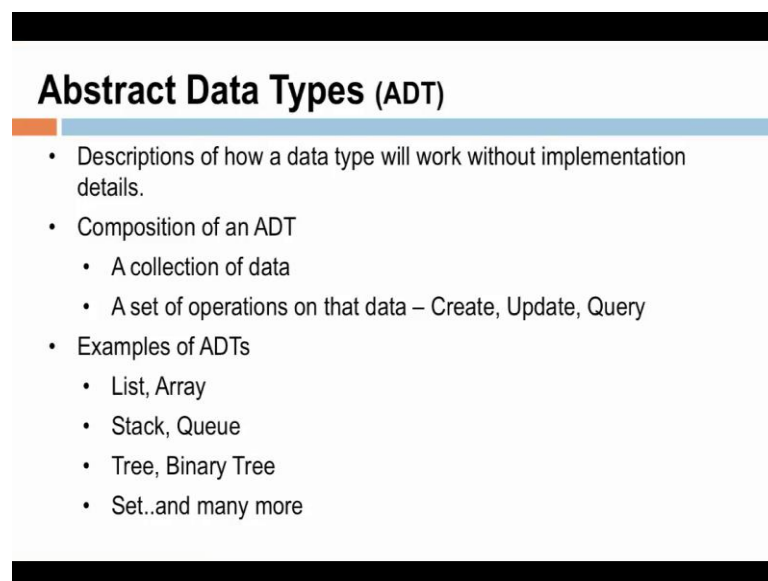 Abstract Data Types (ADT)
• Descriptions of how a data type will work without implementation
details.
• Composition of an ADT
• A collection of data
• A set of operations on that data – Create, Update, Query
• Examples of ADTs
• List, Array
• Stack, Queue
• Tree, Binary Tree
• Set..and many more